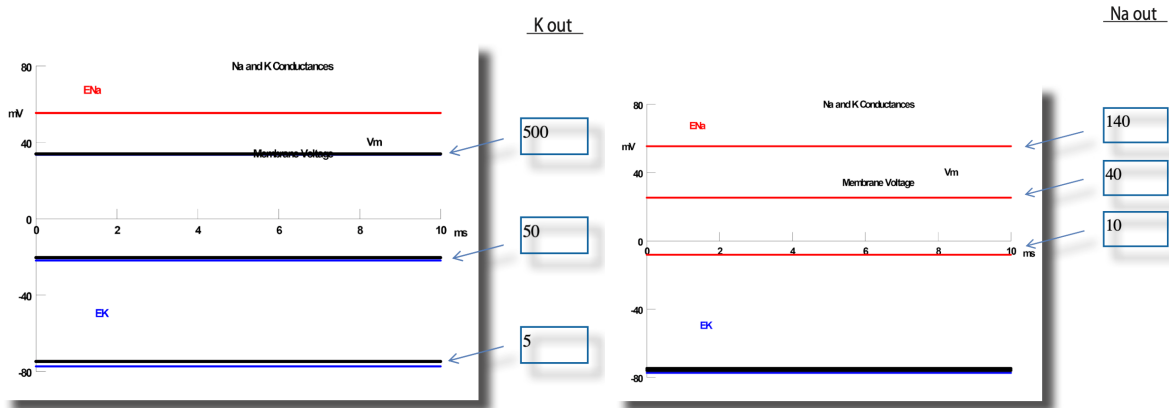 K out
80
Na and K Conductances
ENa
mV
40
Vm
Membrane Voltage
500
0
0 2 4 6 8 10 ms
50
EK
-40
5
-80
Na out
80
Na and K Conductances
ENa
mV
140
40
Vm
Membrane Voltage
40
0
0 2 4 6 8 10 ms
10
-40
EK
-80